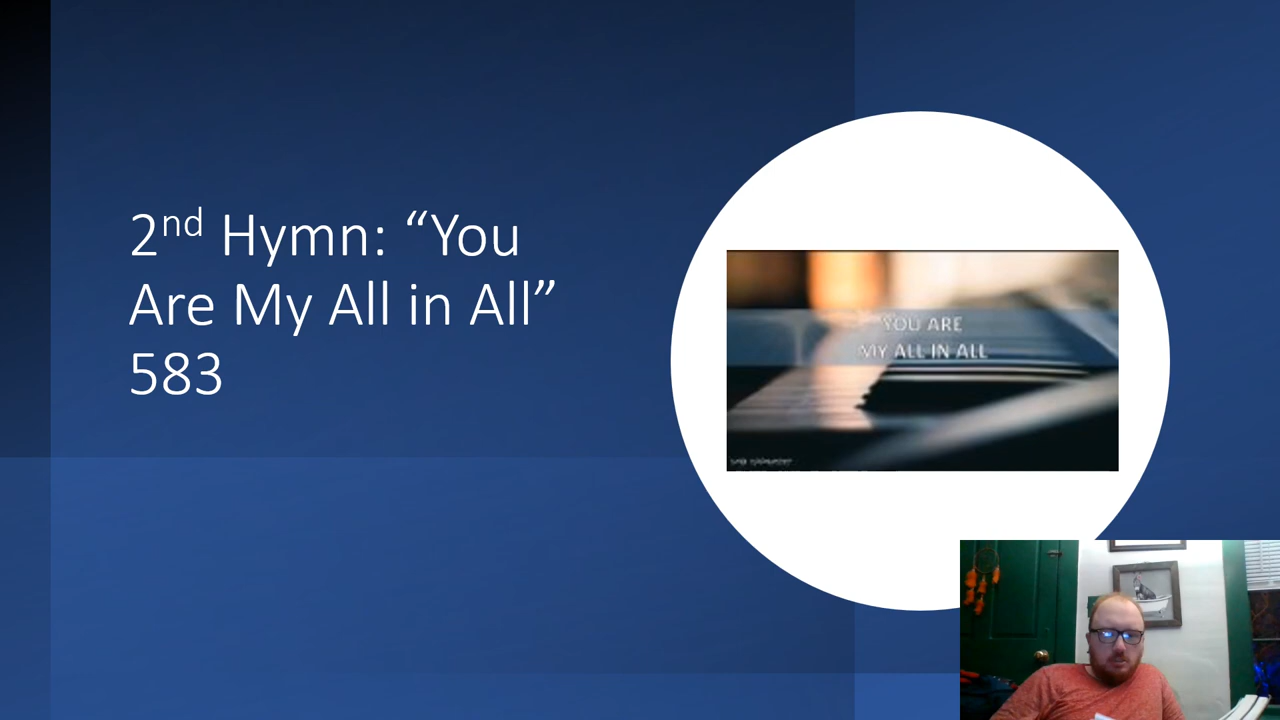 2nd Hymn: “You
Are My All in All”
583
YOU ARE
MY ALL IN ALL